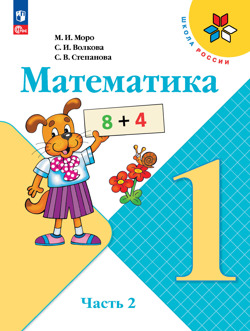 М. И. Моро
С. И. Волкова
С. В. Степанова
ШКОЛА РОССИИ
Математика
8 + 4
1
Часть 2